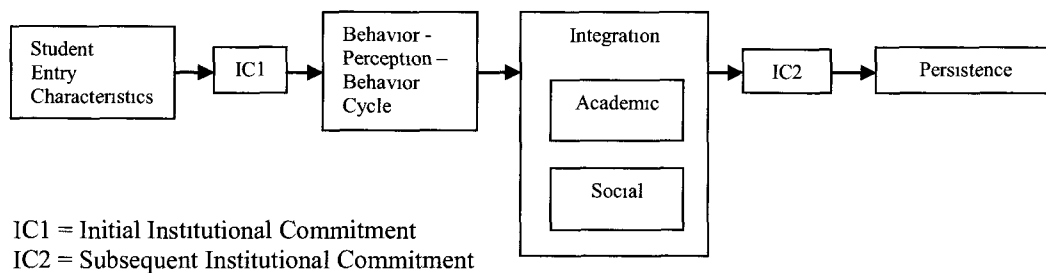 Student
Entry
Characteristics
IC1
Behavior -
Perception –
Behavior
Cycle
Integration
Academic
Social
IC2
Persistence
IC1 = Initial Institutional Commitment
IC2 = Subsequent Institutional Commitment